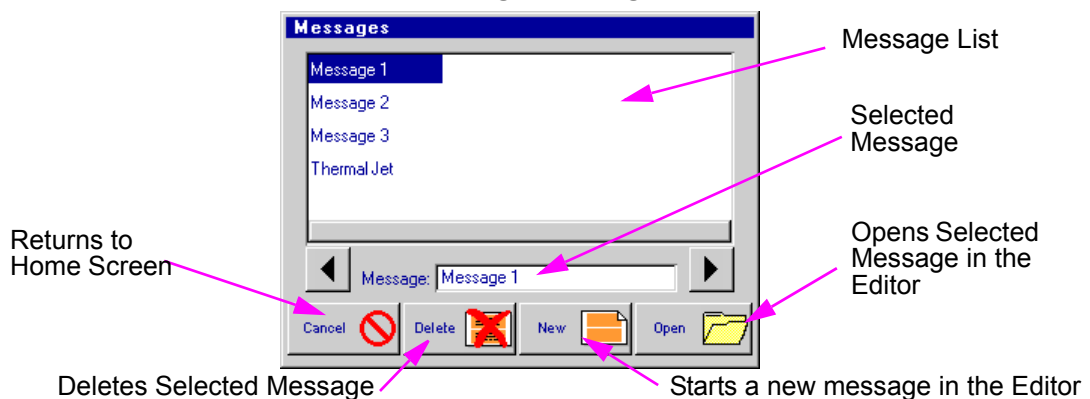 Messages
Message List
Message 1
Message 2
Message 3
Thermal Jet
Selected
Message
Returns to
Home Screen
Opens Selected
Message in the
Editor
Message: Message 1
Cancel
Delete
New
Open
Deletes Selected Message
Starts a new message in the Editor